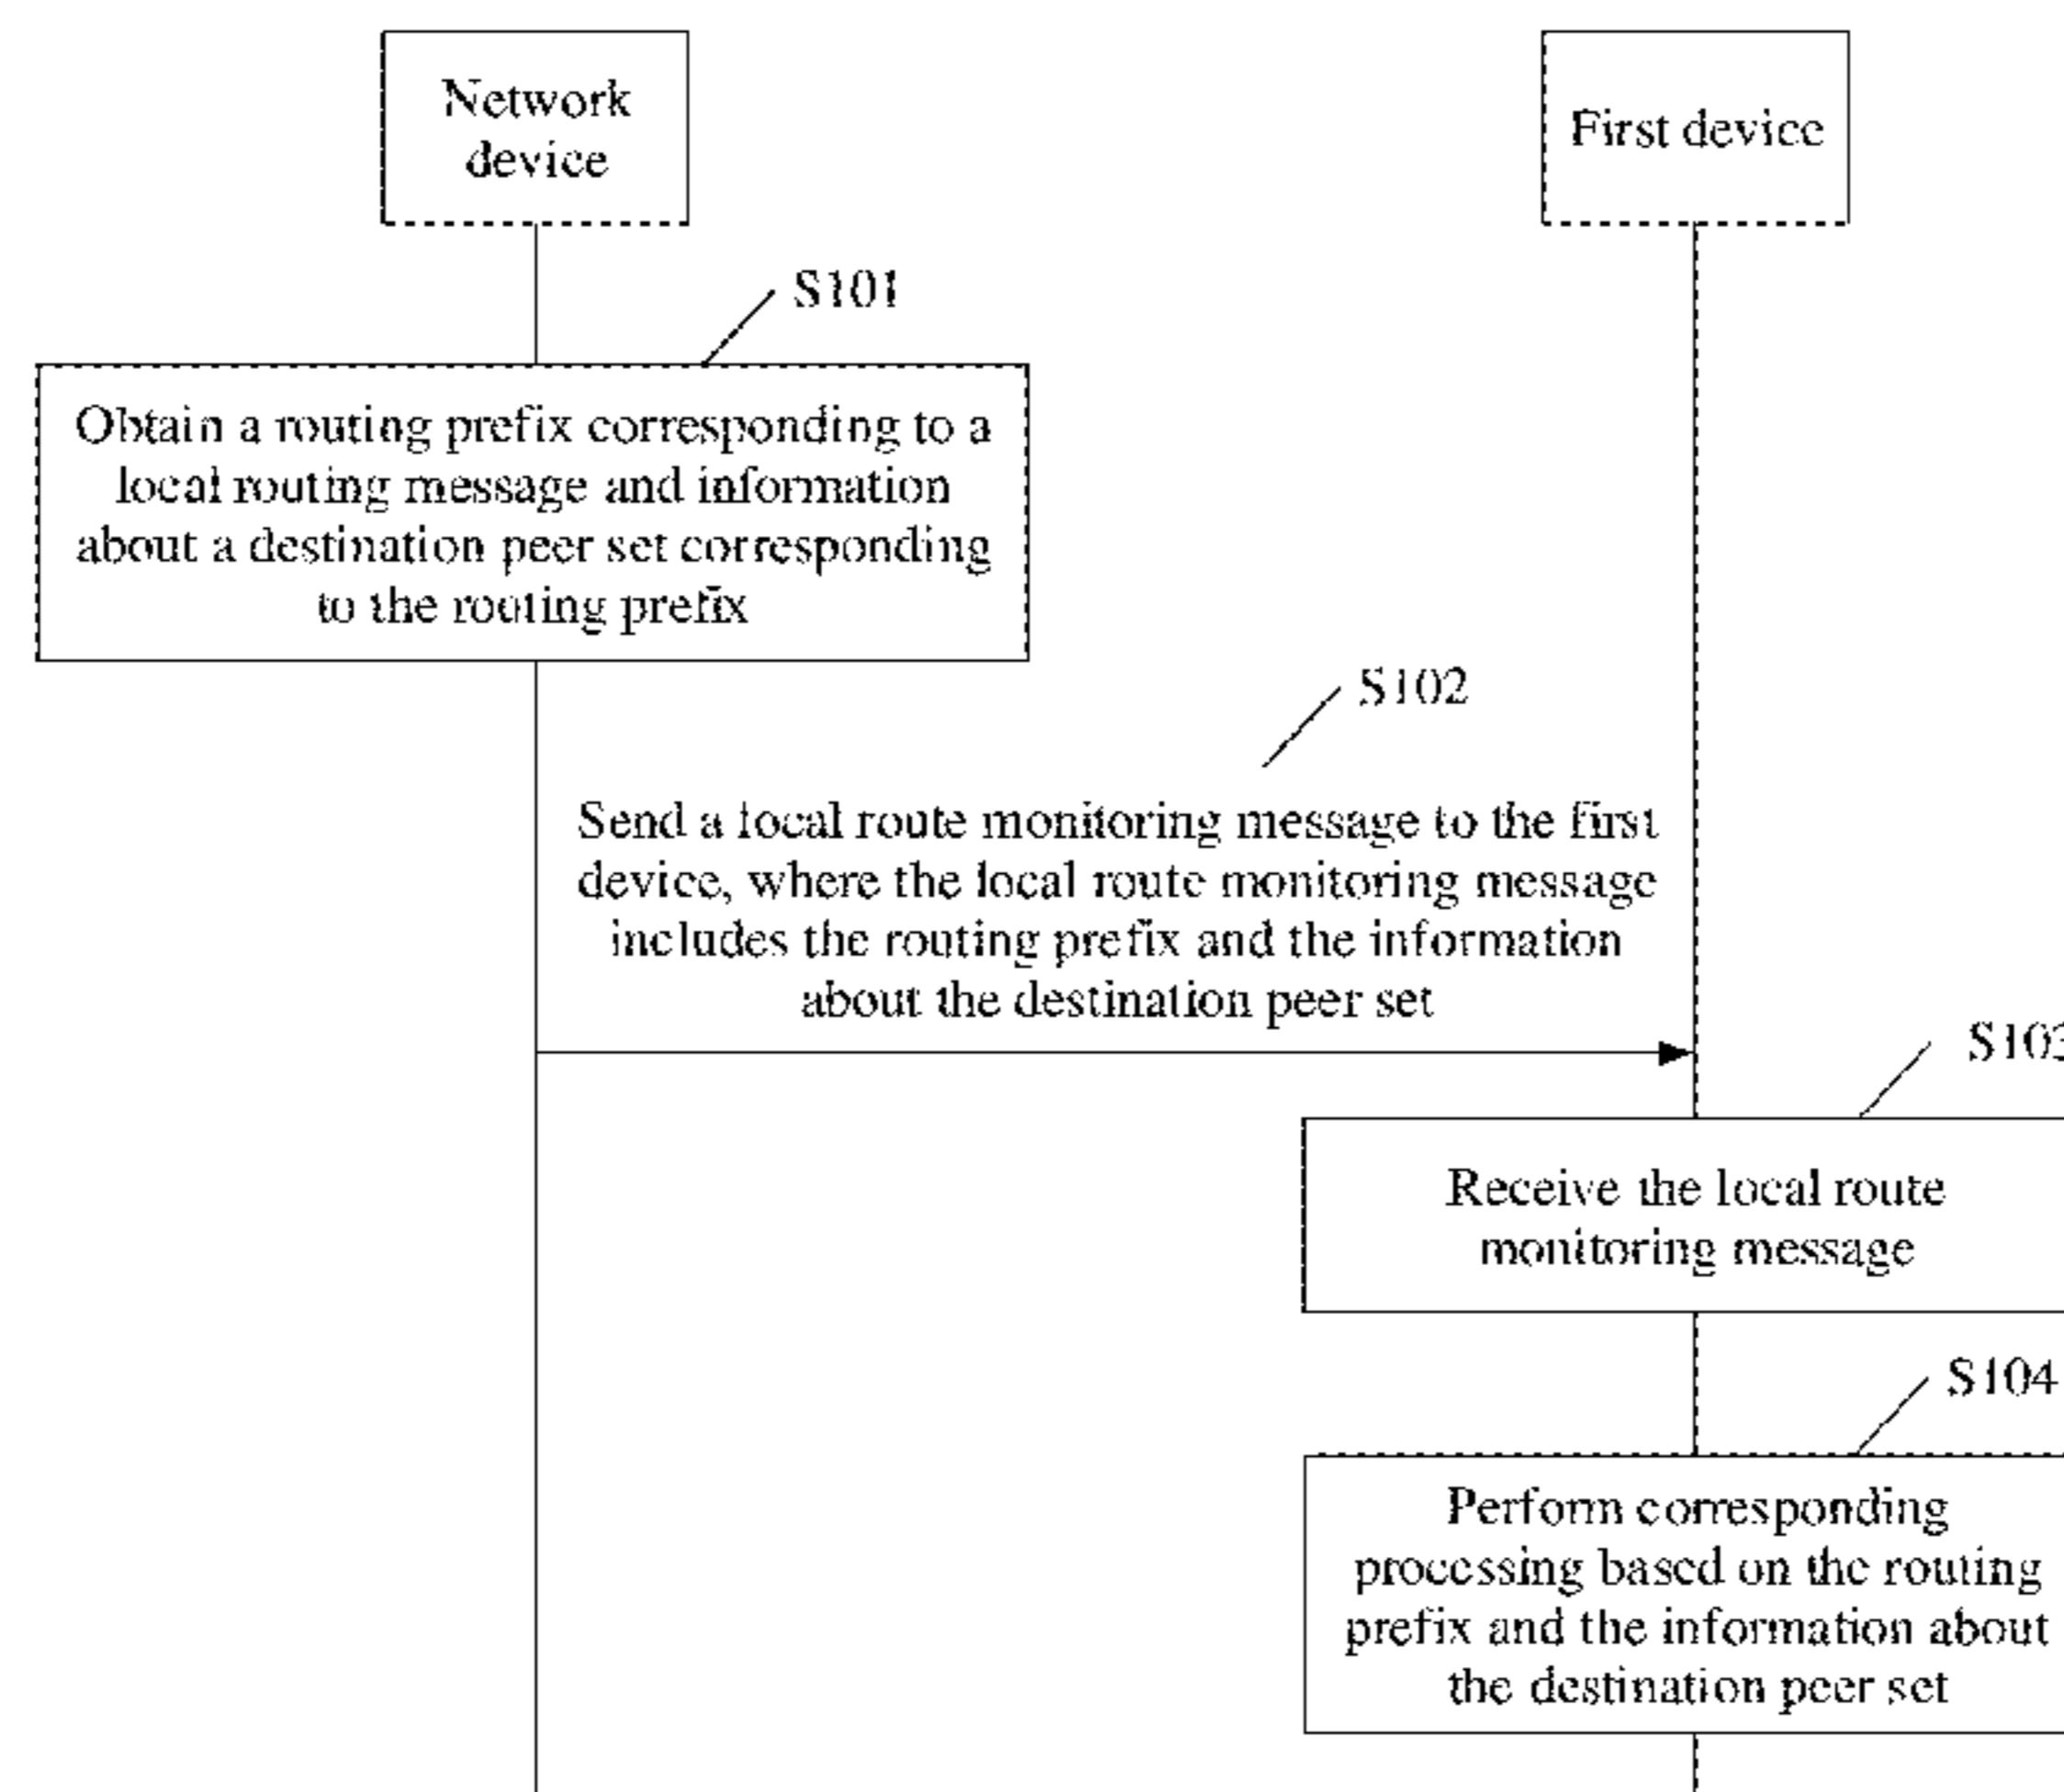 Network
device
First device
S101
Obtain a routing prefix corresponding to a
local routing message and information
about a destination peer set corresponding
to the routing prefix
S102
Send a local route monitoring message to the first
device, where the local route monitoring message
includes the routing prefix and the information
about the destination peer set
S103
Receive the local route
monitoring message
S104
Perform corresponding
processing based on the routing
prefix and the information about
the destination peer set